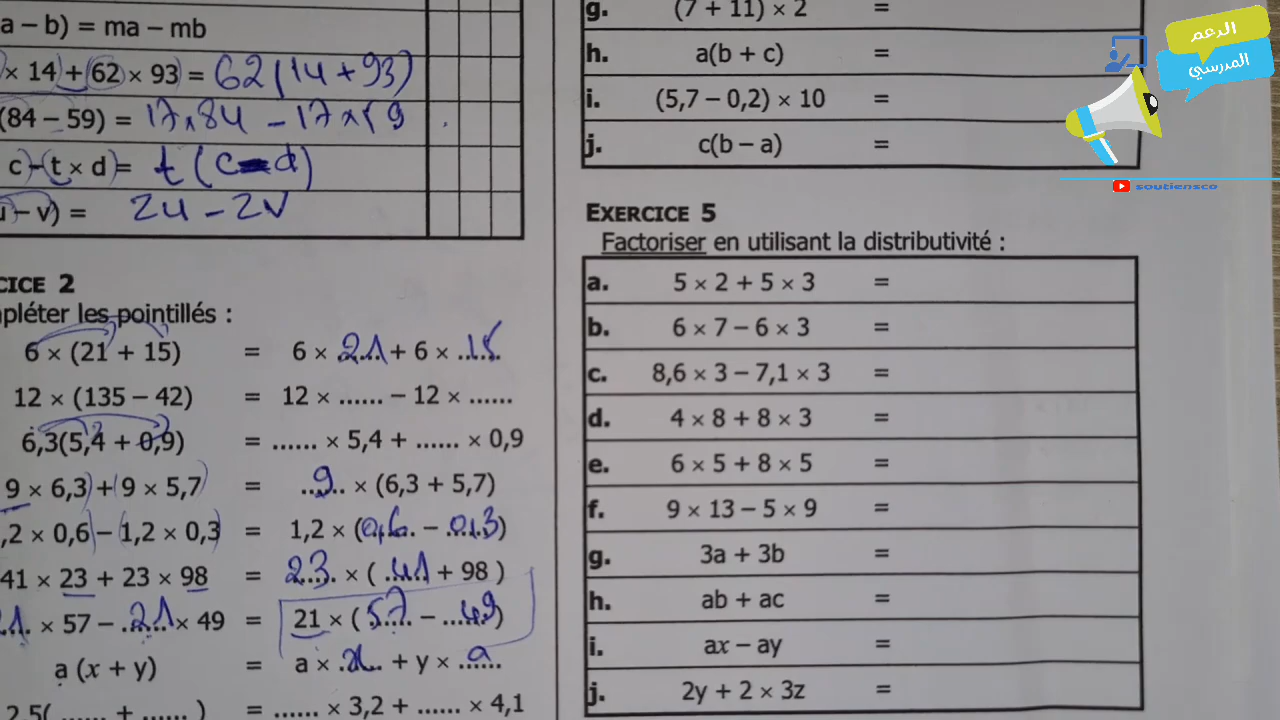 a – b) = ma – mb
× 14 + (62 × 93 = 62 (14 + 93)
(84 – 59) = 17 × 84 – 17 × 59
c) – (t × d) = t (c – d)
– v) = 2u – 2v
CICE 2
pléter les pointillés :
6 × (21 + 15) = 6 × 21 + 6 × 15
12 × (135 – 42) = 12 × ...... – 12 × ......
6,3(5,4 + 0,9) = ...... × 5,4 + ...... × 0,9
9 × 6,3) + (9 × 5,7) = 9 × (6,3 + 5,7)
,2 × 0,6) – (1,2 × 0,3) = 1,2 × (0,6 – 0,3)
41 × 23 + 23 × 98 = 23 × ( 41 + 98 )
21 × 57 – 21 × 49 = 21 × ( 57 – 49)
a (x + y) = a × x + y × a
2,5( ...... + ...... ) = ...... × 3,2 + ...... × 4,1
g. (7 + 11) × 2 =
h. a(b + c) =
i. (5,7 – 0,2) × 10 =
j. c(b – a) =
EXERCICE 5
Factoriser en utilisant la distributivité :
a. 5 × 2 + 5 × 3 =
b. 6 × 7 – 6 × 3 =
c. 8,6 × 3 – 7,1 × 3 =
d. 4 × 8 + 8 × 3 =
e. 6 × 5 + 8 × 5 =
f. 9 × 13 – 5 × 9 =
g. 3a + 3b =
h. ab + ac =
i. ax – ay =
j. 2y + 2 × 3z =
الدعم
المدرسي
soutiensco